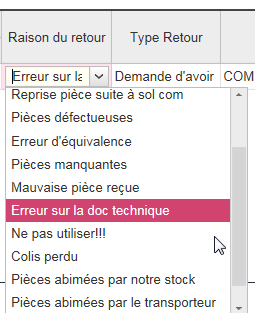 Raison du retour Type Retour
Erreur sur la Demande d'avoir COM
Reprise pièce suite à sol com
Pièces défectueuses
Erreur d'équivalence
Pièces manquantes
Mauvaise pièce reçue
Erreur sur la doc technique
Ne pas utiliser!!!
Colis perdu
Pièces abimées par notre stock
Pièces abimées par le transporteur